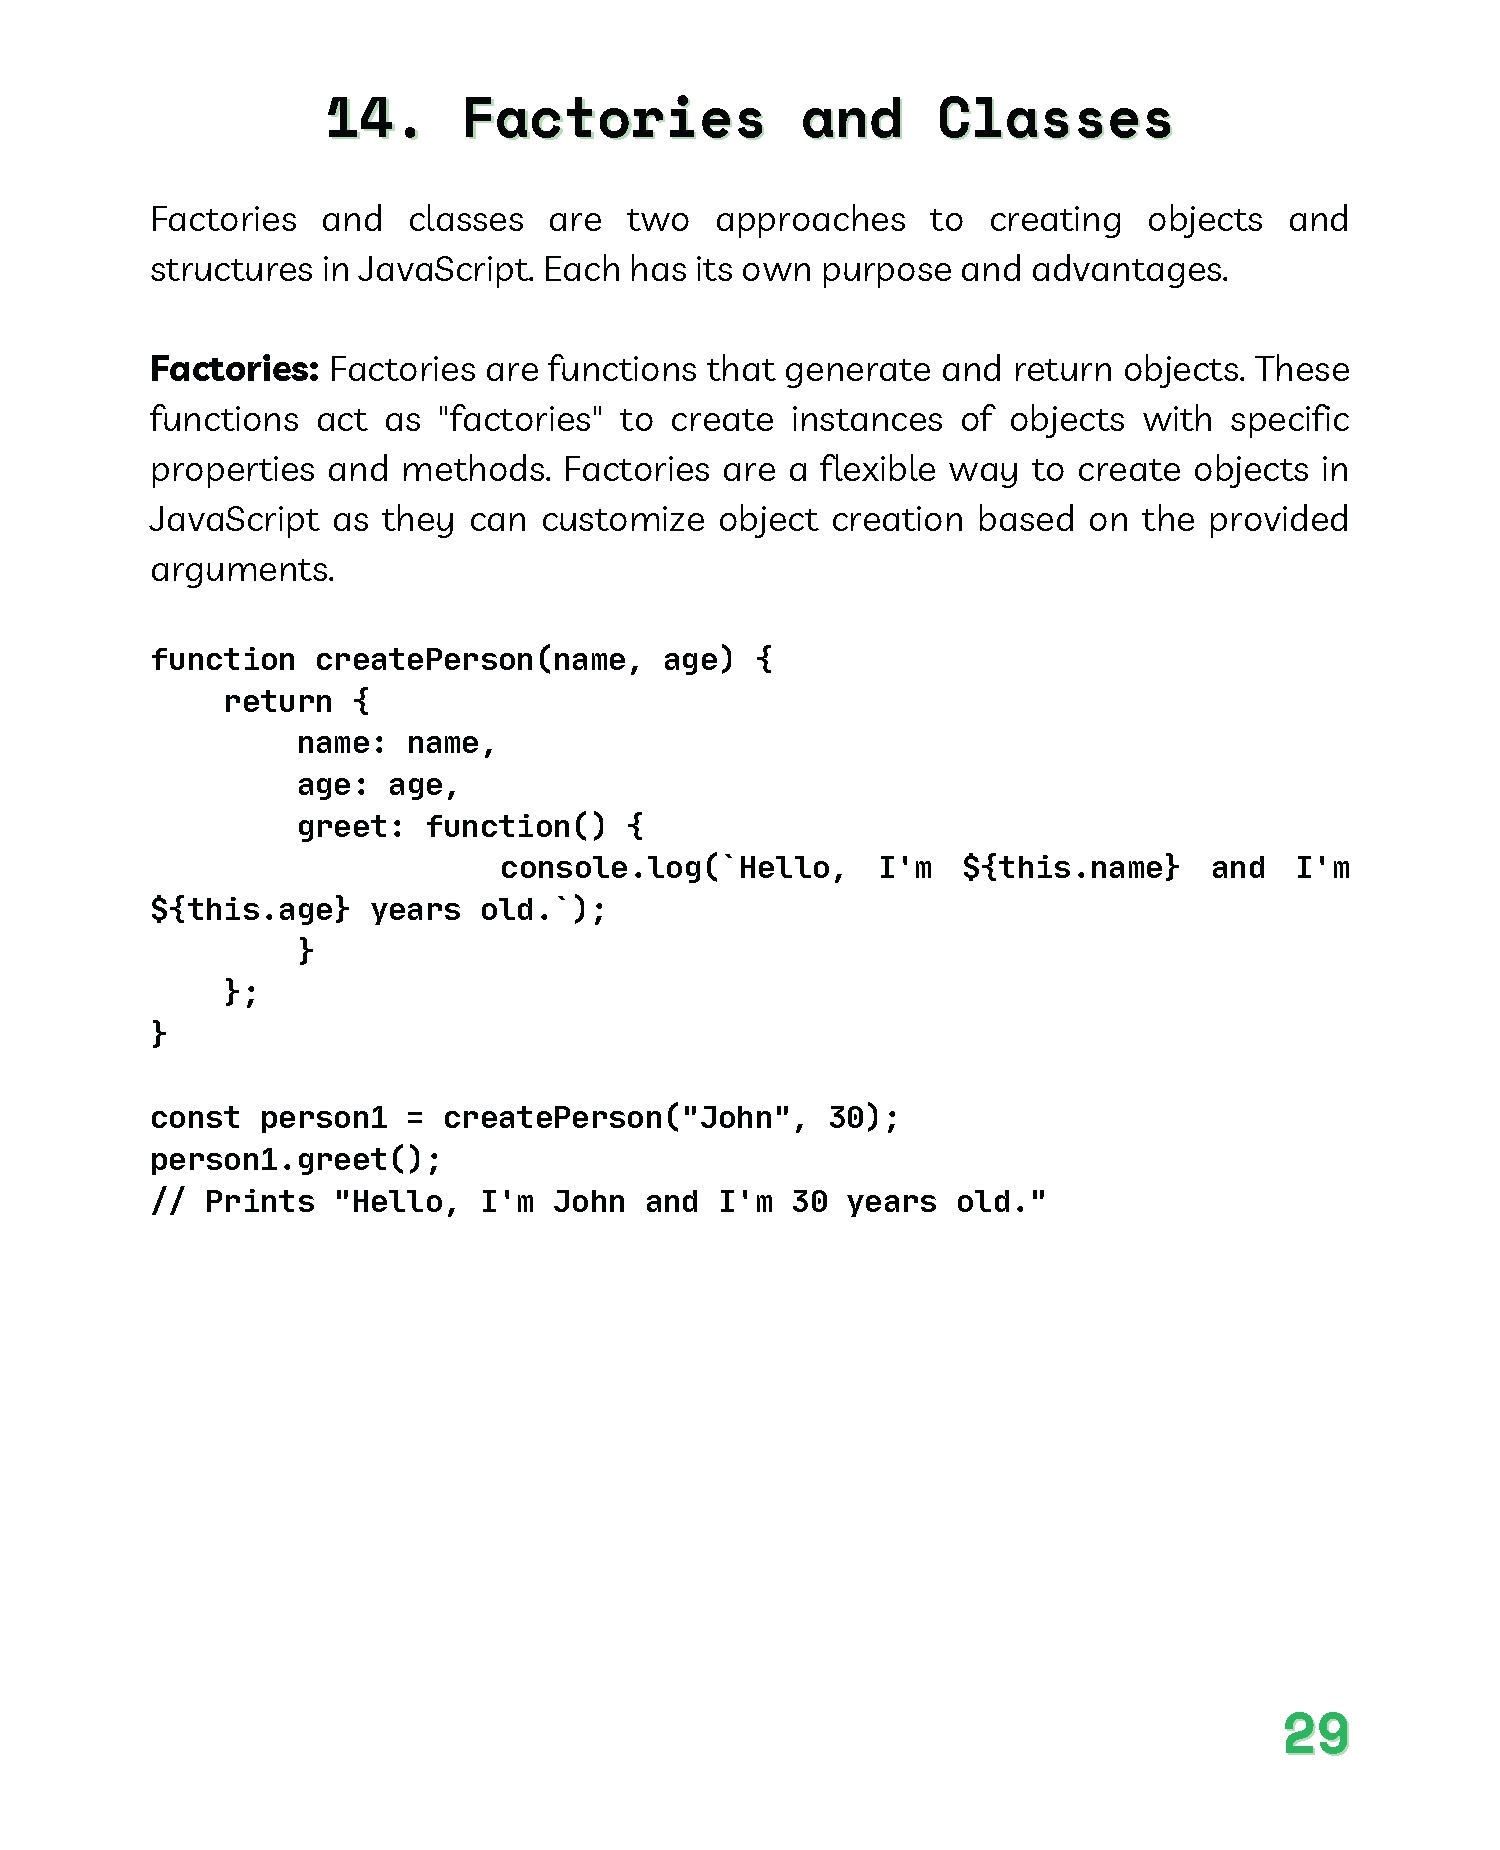 14. Factories and Classes
Factories and classes are two approaches to creating objects and
structures in JavaScript. Each has its own purpose and advantages.
Factories: Factories are functions that generate and return objects. These
functions act as "factories" to create instances of objects with specific
properties and methods. Factories are a flexible way to create objects in
JavaScript as they can customize object creation based on the provided
arguments.
function createPerson(name, age) {
    return {
        name: name,
        age: age,
        greet: function() {
            console.log(`Hello, I'm ${this.name} and I'm
${this.age} years old.`);
        }
    };
}
const person1 = createPerson("John", 30);
person1.greet();
// Prints "Hello, I'm John and I'm 30 years old."
29